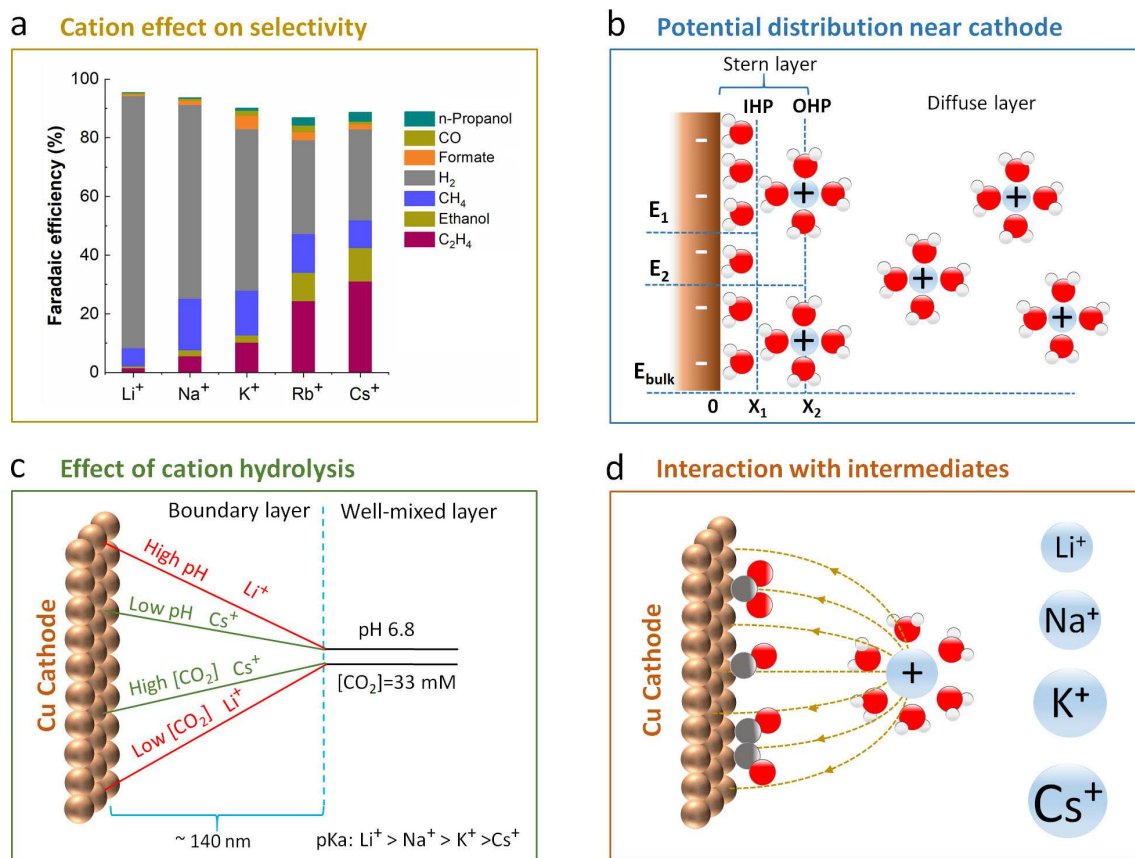 a Cation effect on selectivity
Faradaic efficiency (%)
100
80
60
40
20
0
Li⁺ Na⁺ K⁺ Rb⁺ Cs⁺
n-Propanol
CO
Formate
H₂
CH₄
Ethanol
C₂H₄
b Potential distribution near cathode
Stern layer
IHP OHP
Diffuse layer
E₁
E₂
E_bulk
0 X₁ X₂
+
+
+
+
+
c Effect of cation hydrolysis
Boundary layer Well-mixed layer
Cu Cathode
High pH Li⁺
Low pH Cs⁺
pH 6.8
High [CO₂] Cs⁺
[CO₂]=33 mM
Low [CO₂] Li⁺
~ 140 nm
pKa: Li⁺ > Na⁺ > K⁺ >Cs⁺
d Interaction with intermediates
Cu Cathode
+
Li⁺
Na⁺
K⁺
Cs⁺